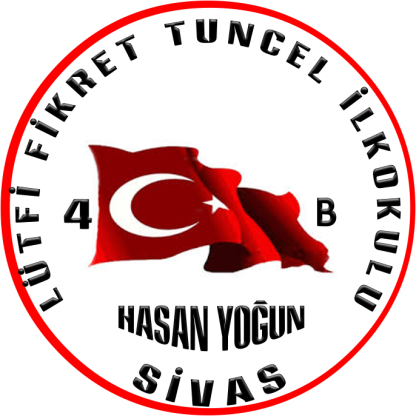 LÜTFİ FİKRET TUNCEL İLKOKULU
4 B
HASAN YOĞUN
SİVAS